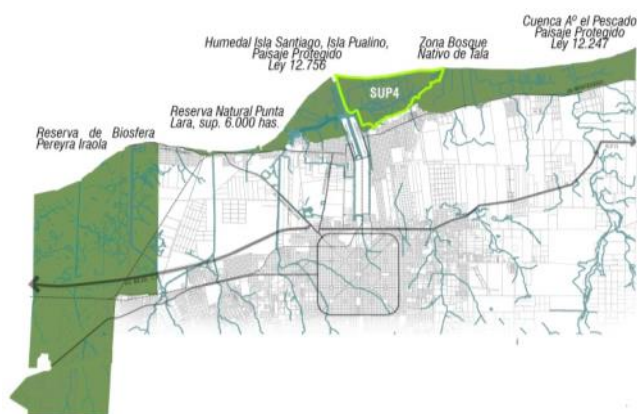 Cuenca Aº el Pescado
Paisaje Protegido
Ley 12.247
Humedal Isla Santiago, Isla Pualino,
Paisaje Protegido
Ley 12.756
Zona Bosque
Nativo de Tala
SUP4
Reserva Natural Punta
Lara, sup. 6.000 has.
Reserva de Biosfera
Pereyra Iraola